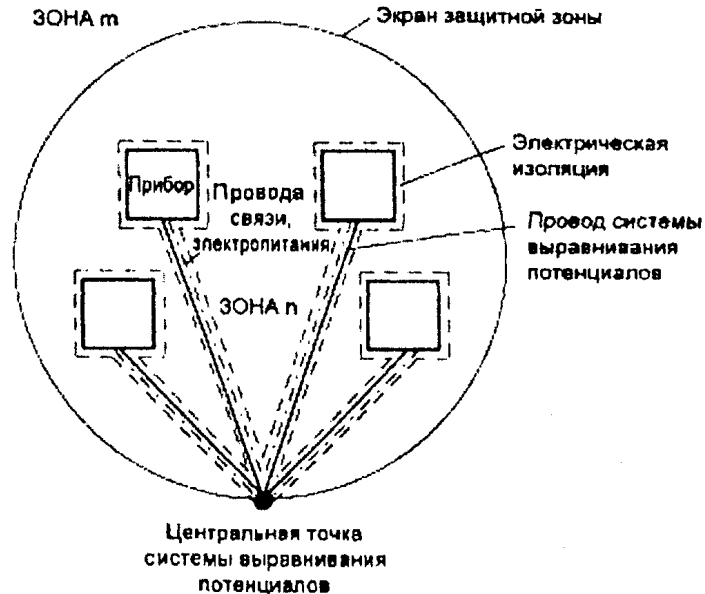 ЗОНА m
Экран защитной зоны
Электрическая
изоляция
Прибор
Провода
связи,
электропитания
Провод системы
выравнивания
потенциалов
ЗОНА n
Центральная точка
системы выравнивания
потенциалов